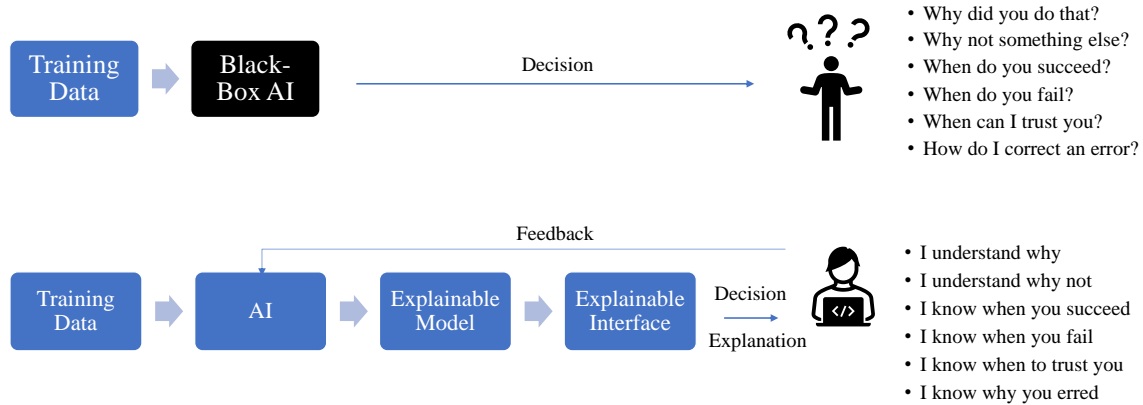 Training
Data
Black-
Box AI
Decision
• Why did you do that?
• Why not something else?
• When do you succeed?
• When do you fail?
• When can I trust you?
• How do I correct an error?
Feedback
Training
Data
AI
Explainable
Model
Explainable
Interface
Decision
Explanation
</>
• I understand why
• I understand why not
• I know when you succeed
• I know when you fail
• I know when to trust you
• I know why you erred